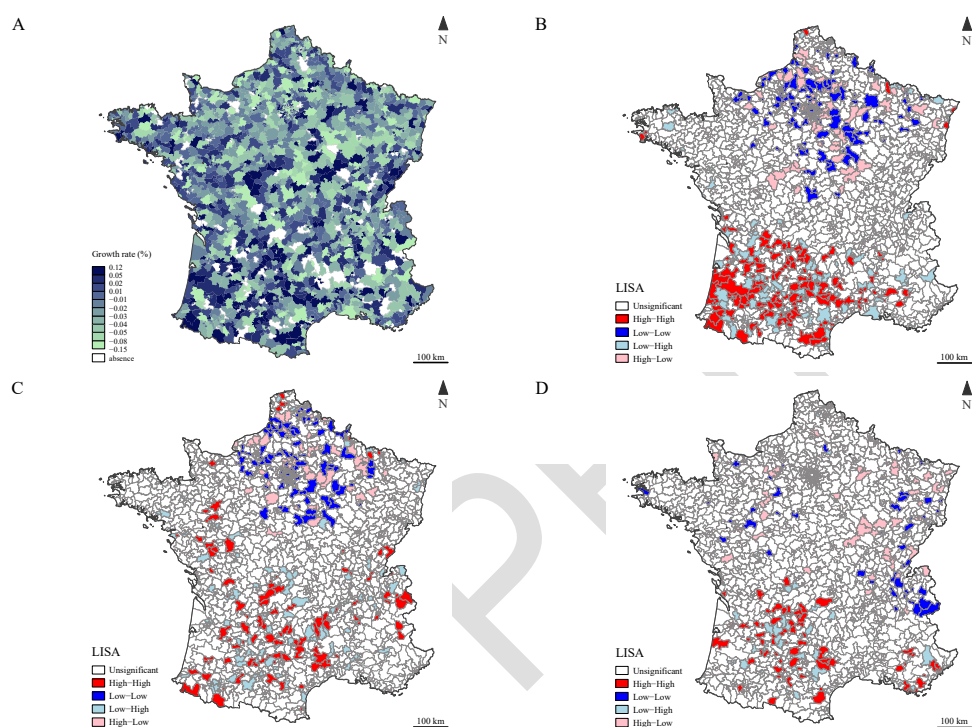 A
N
Growth rate (%)
0.12
0.05
0.02
0.01
−0.01
−0.03
−0.04
−0.05
−0.08
−0.15
absence
100 km
B
N
LISA
Unsignificant
High−High
Low−Low
Low−High
High−Low
100 km
C
N
LISA
Unsignificant
High−High
Low−Low
Low−High
High−Low
100 km
D
N
LISA
Unsignificant
High−High
Low−Low
Low−High
High−Low
100 km